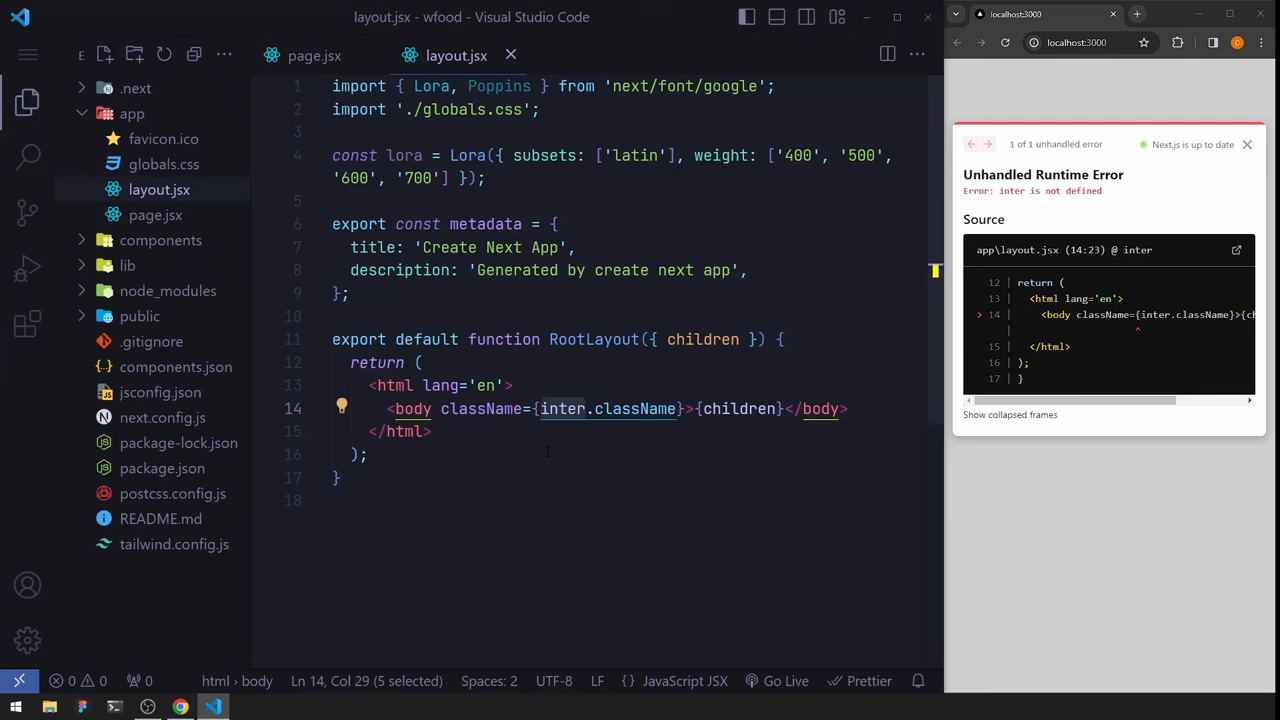 layout.jsx - wfood - Visual Studio Code
E
page.jsx
layout.jsx
.next
app
favicon.ico
globals.css
layout.jsx
page.jsx
components
lib
node_modules
public
.gitignore
components.json
jsconfig.json
next.config.js
package-lock.json
package.json
postcss.config.js
README.md
tailwind.config.js
1 import { Lora, Poppins } from 'next/font/google';
2 import './globals.css';
3
4 const lora = Lora({ subsets: ['latin'], weight: ['400', '500',
'600', '700'] });
5
6 export const metadata = {
7 title: 'Create Next App',
8 description: 'Generated by create next app',
9 };
10
11 export default function RootLayout({ children }) {
12 return (
13 <html lang='en'>
14 <body className={inter.className}>{children}</body>
15 </html>
16 );
17 }
18
0 0 0
html › body
Ln 14, Col 29 (5 selected)
Spaces: 2
UTF-8
LF
{} JavaScript JSX
Go Live
Prettier
localhost:3000
localhost:3000
C
1 of 1 unhandled error
Next.js is up to date
Unhandled Runtime Error
Error: inter is not defined
Source
app\layout.jsx (14:23) @ inter
12 | return (
13 | <html lang='en'>
> 14 | <body className={inter.className}>{ch
| ^
15 | </html>
16 | );
17 | }
Show collapsed frames